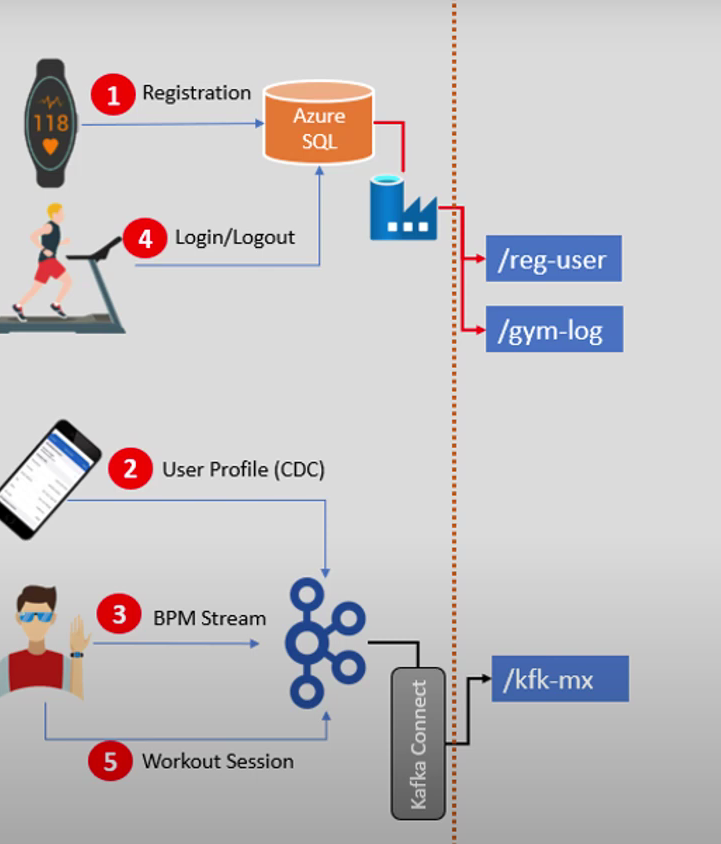 1 Registration
118
Azure
SQL
4 Login/Logout
/reg-user
/gym-log
2 User Profile (CDC)
3 BPM Stream
/kfk-mx
Kafka Connect
5 Workout Session